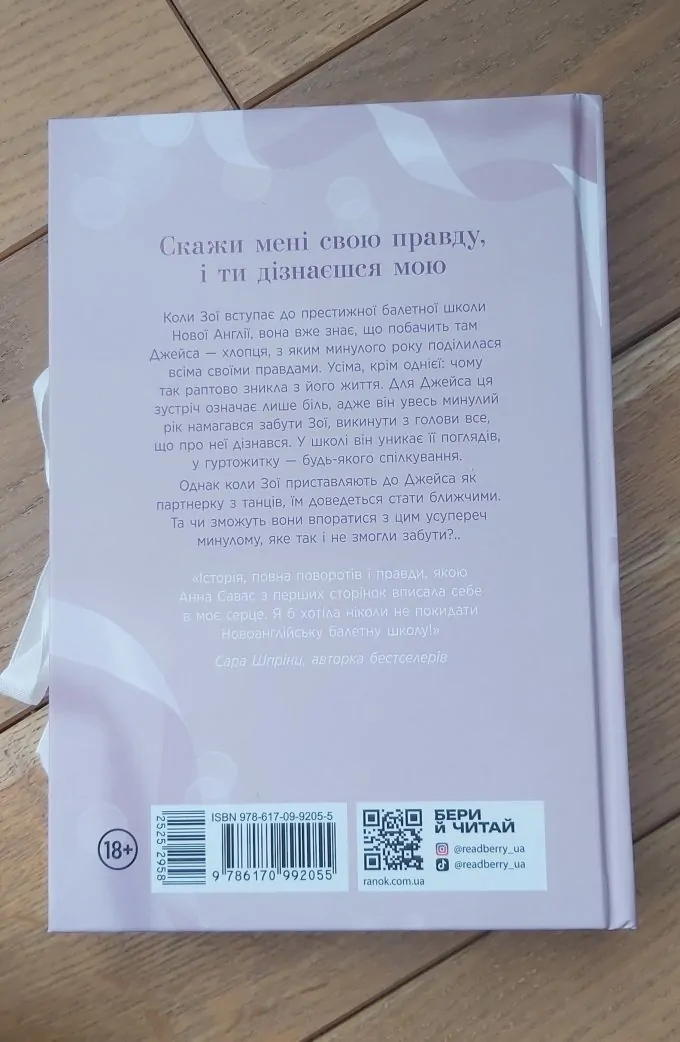 Скажи мені свою правду,
і ти дізнаєшся мою
Коли Зої вступає до престижної балетної школи
Нової Англії, вона вже знає, що побачить там
Джейса — хлопця, з яким минулого року поділилася
всіма своїми правдами. Усіма, крім однієї: чому
так раптово зникла з його життя. Для Джейса ця
зустріч означає лише біль, адже він увесь минулий
рік намагався забути Зої, викинути з голови все,
що про неї дізнався. У школі він уникає її поглядів,
у гуртожитку — будь-якого спілкування.
Однак коли Зої приставляють до Джейса як
партнерку з танців, їм доведеться стати ближчими.
Та чи зможуть вони впоратися з цим усупереч
минулому, яке так і не змогли забути?..
«Історія, повна поворотів і правди, якою
Анна Савас з перших сторінок вписала себе
в моє серце. Я б хотіла ніколи не покидати
Новоанглійську балетну школу!»
Сара Шпрінц, авторка бестселерів
18+
2525 2958
ISBN 978-617-09-9205-5
9 786170 992055
ranok.com.ua
БЕРИ
Й ЧИТАЙ
@readberry_ua
@readberry_ua